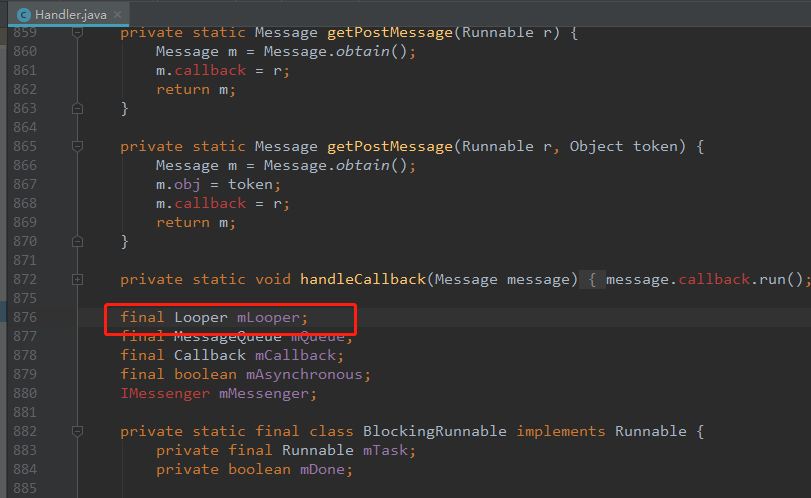 Handler.java
859 private static Message getPostMessage(Runnable r) {
860 Message m = Message.obtain();
861 m.callback = r;
862 return m;
863 }
864
865 private static Message getPostMessage(Runnable r, Object token) {
866 Message m = Message.obtain();
867 m.obj = token;
868 m.callback = r;
869 return m;
870 }
871
872 private static void handleCallback(Message message) { message.callback.run();
875
876 final Looper mLooper;
877 final MessageQueue mQueue;
878 final Callback mCallback;
879 final boolean mAsynchronous;
880 IMessenger mMessenger;
881
882 private static final class BlockingRunnable implements Runnable {
883 private final Runnable mTask;
884 private boolean mDone;
885